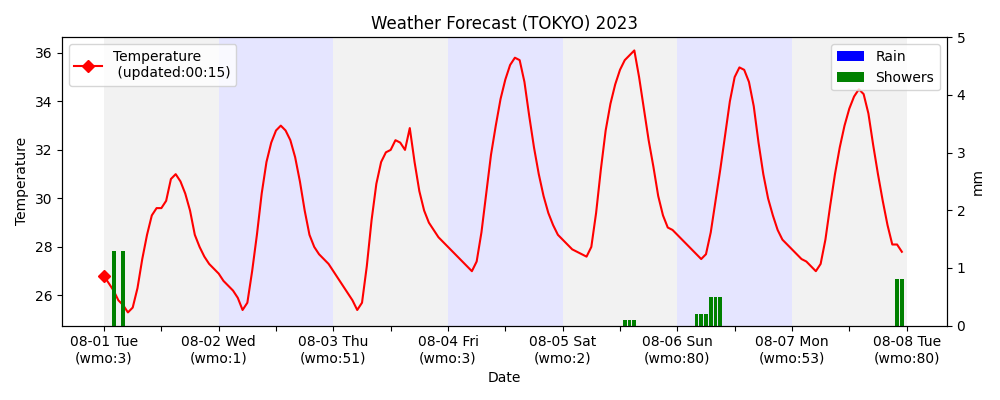 Weather Forecast (TOKYO) 2023
Temperature
(updated:00:15)
Rain
Showers
36
34
32
30
28
26
Temperature
5
4
3
2
1
0
mm
08-01 Tue 08-02 Wed 08-03 Thu 08-04 Fri 08-05 Sat 08-06 Sun 08-07 Mon 08-08 Tue
(wmo:3) (wmo:1) (wmo:51) (wmo:3) (wmo:2) (wmo:80) (wmo:53) (wmo:80)
Date